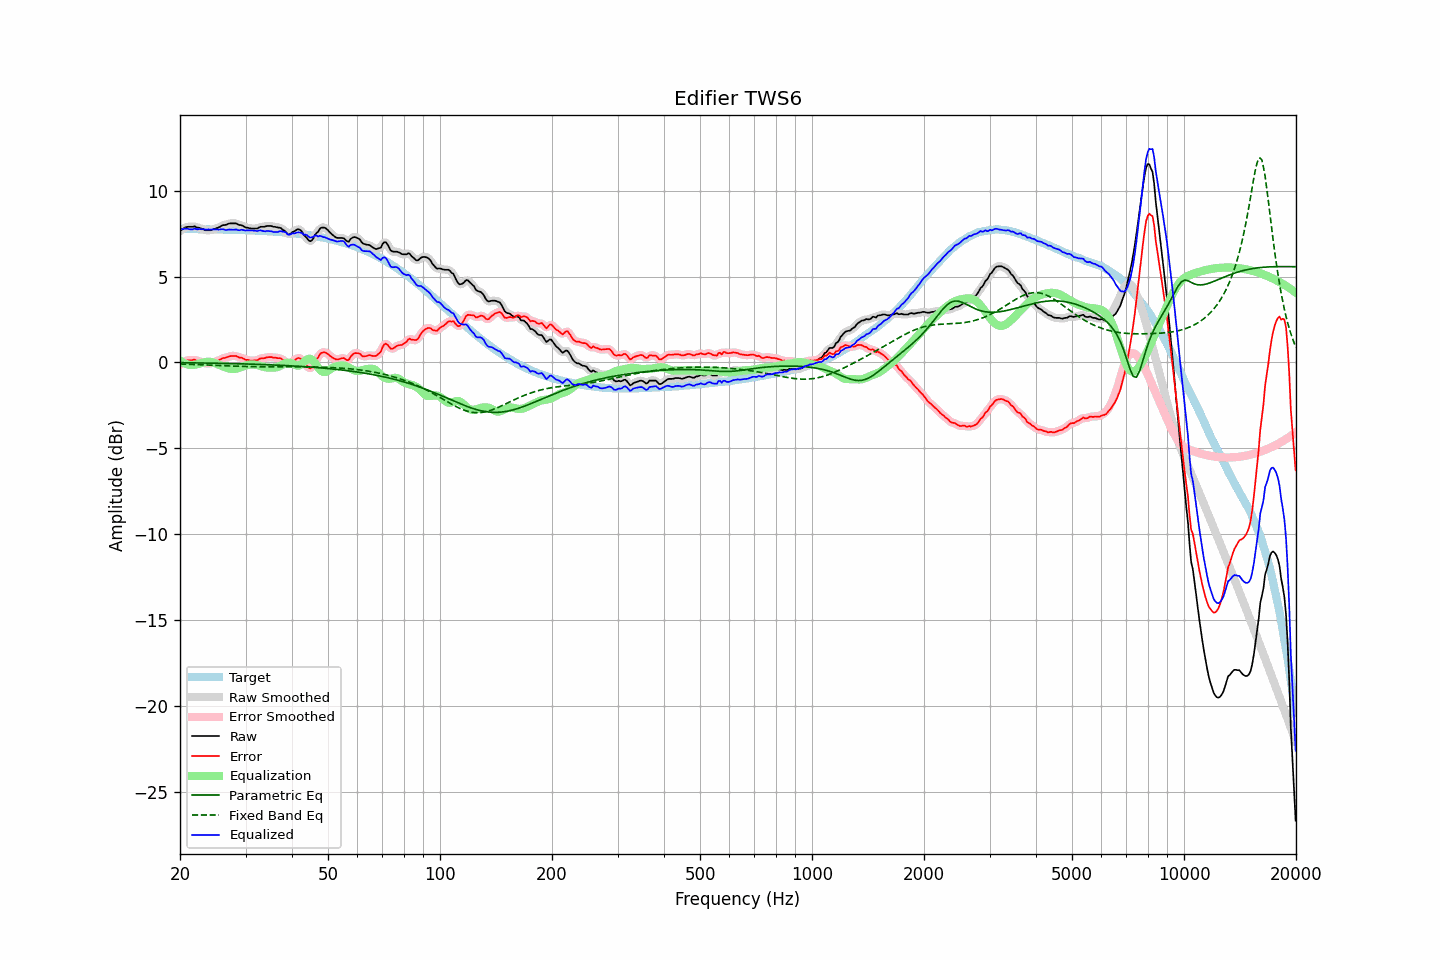 Edifier TWS6
Amplitude (dBr)
10
5
0
−5
−10
−15
−20
−25
Target
Raw Smoothed
Error Smoothed
Raw
Error
Equalization
Parametric Eq
Fixed Band Eq
Equalized
20 50 100 200 500 1000 2000 5000 10000 20000
Frequency (Hz)